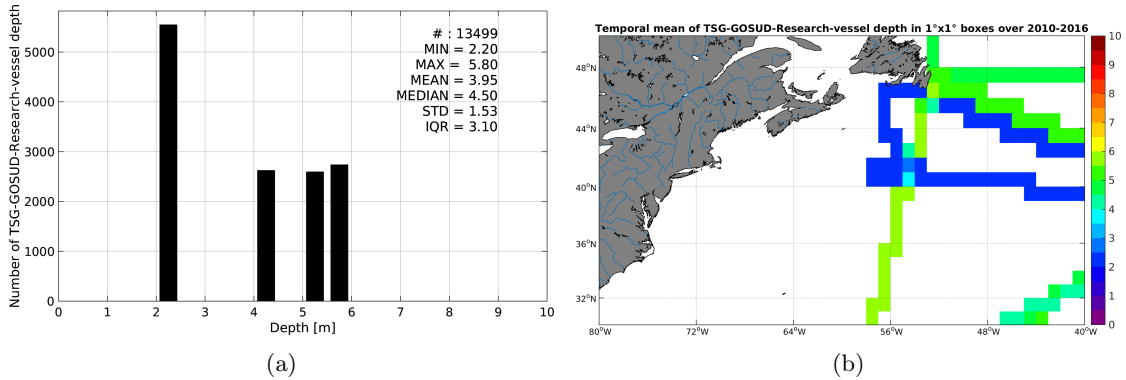 Number of TSG-GOSUD-Research-vessel depth
5000
4000
3000
2000
1000
0
0 1 2 3 4 5 6 7 8 9 10
Depth [m]
# : 13499
MIN = 2.20
MAX = 5.80
MEAN = 3.95
MEDIAN = 4.50
STD = 1.53
IQR = 3.10
(a)
Temporal mean of TSG-GOSUD-Research-vessel depth in 1°x1° boxes over 2010-2016
48°N
44°N
40°N
36°N
32°N
80°W 72°W 64°W 56°W 48°W 40°W
10
9
8
7
6
5
4
3
2
1
0
(b)